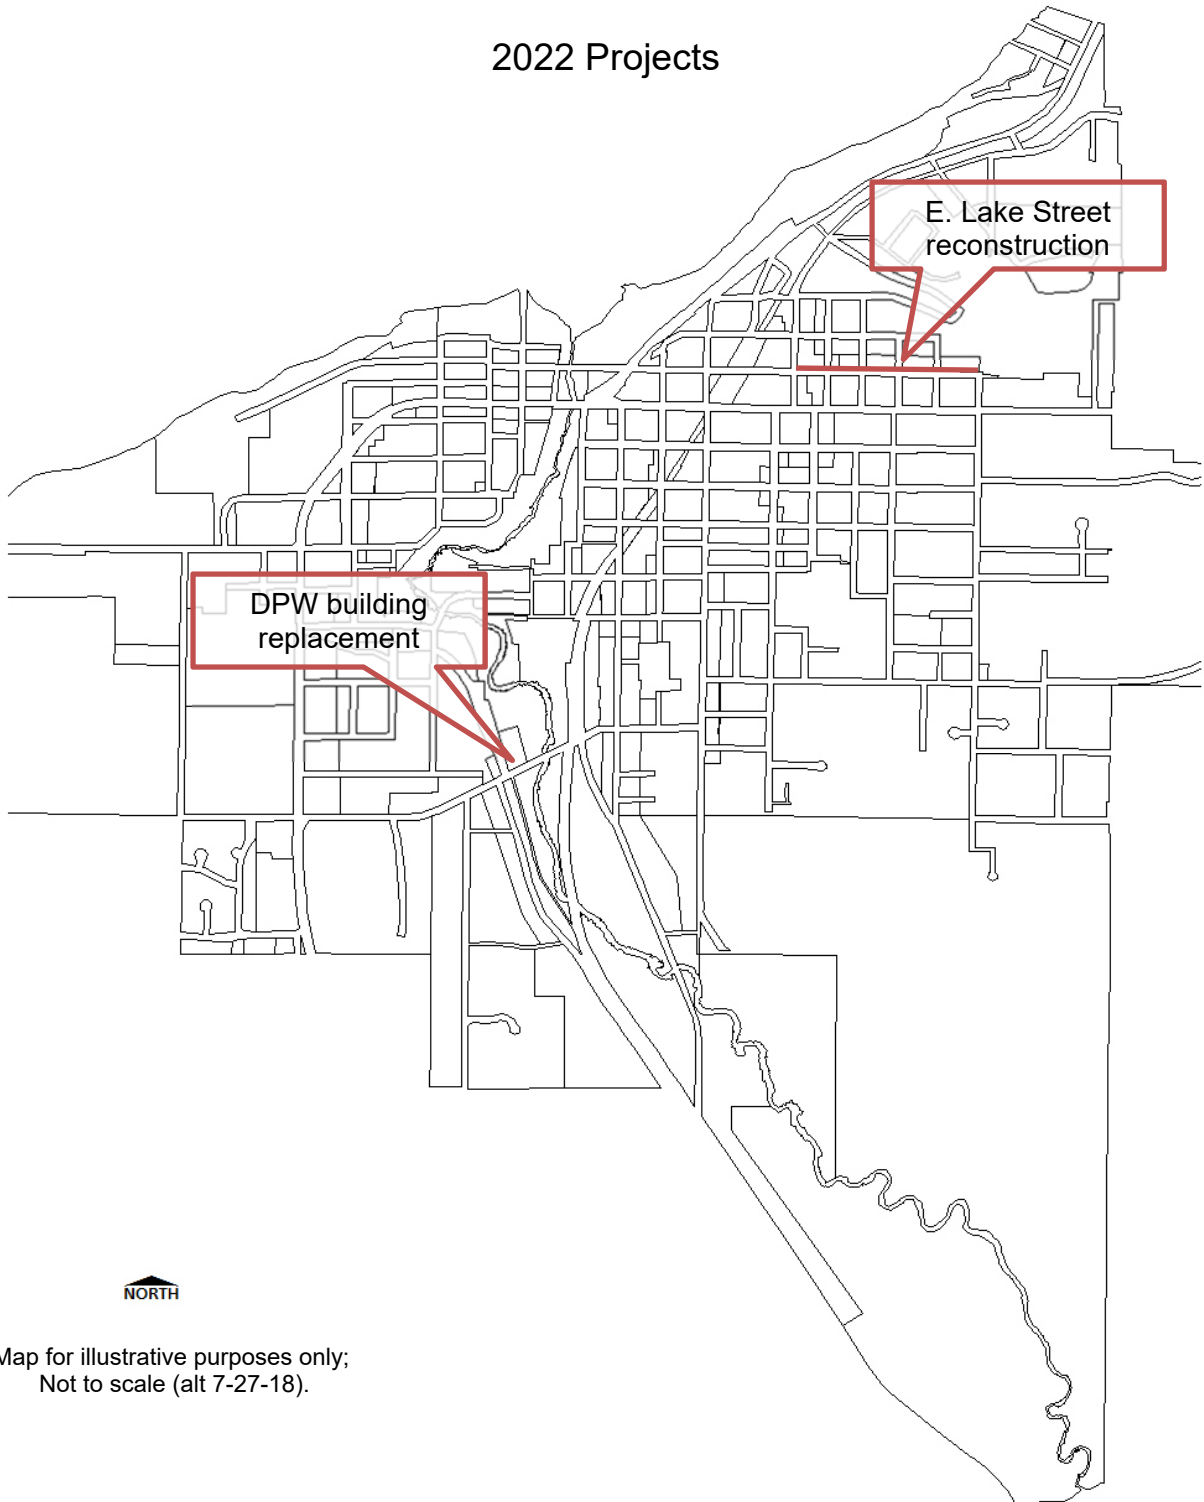 2022 Projects
E. Lake Street
reconstruction
DPW building
replacement
NORTH
Map for illustrative purposes only;
Not to scale (alt 7-27-18).